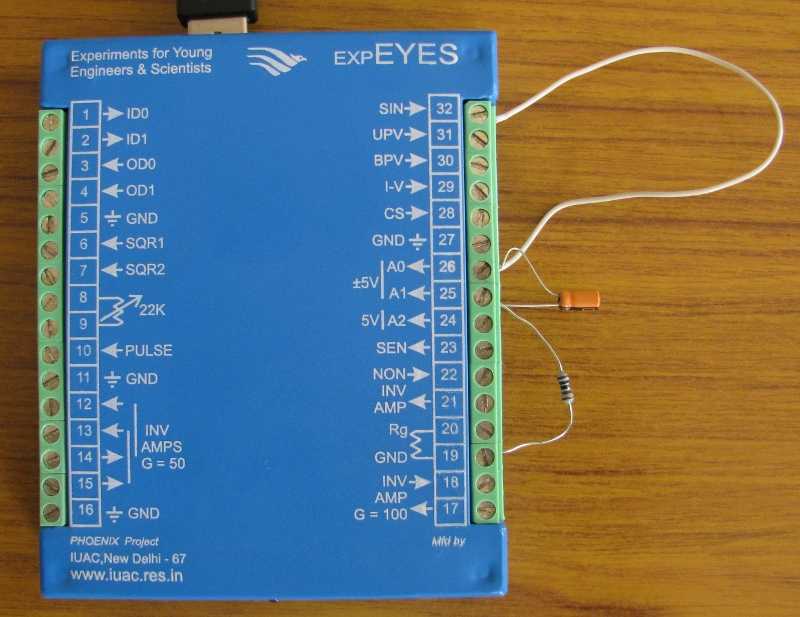 Experiments for Young
Engineers & Scientists
EXPEYES
1 ID0
2 ID1
3 OD0
4 OD1
5 GND
6 SQR1
7 SQR2
8
22K
9
10 PULSE
11 GND
12
13 INV
AMPS
14 G = 50
15
16 GND
SIN 32
UPV 31
BPV 30
I-V 29
CS 28
GND 27
A0 26
±5V
A1 25
5V A2 24
SEN 23
NON 22
INV
AMP 21
Rg 20
GND 19
INV 18
AMP
G = 100 17
PHOENIX Project
IUAC,New Delhi - 67
www.iuac.res.in
Mfd by